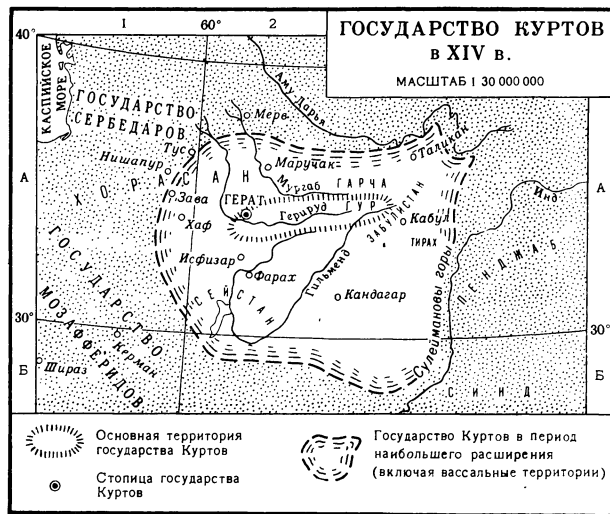 1
60°
2
40°
ГОСУДАРСТВО КУРТОВ
в XIV в.
МАСШТАБ 1 30 000 000
КАСПИЙСКОЕ
МОРЕ
ГОСУДАРСТВО
СЕРБЕДАРОВ
Аму Дарья
Мерв
Тус
Нишапур
Маручак
Таликан
А
А
ХОРАСАН
Мургаб
ГАРЧА
Зава
ГЕРАТ
ГУР
Герируд
ЗАБУЛИСТАН
Инд
Хаф
Кабул
ТИРАХ
Исфизар
Фарах
Гильменд
Кандагар
СЕЙСТАН
Сулеймановы горы
ПЕНДЖАБ
ГОСУДАРСТВО
МОЗАФФЕРИДОВ
30°
30°
Керман
Шираз
Б
Б
СИНД
Основная территория
государства Куртов
Столица государства
Куртов
Государство Куртов в период
наибольшего расширения
(включая вассальные территории)